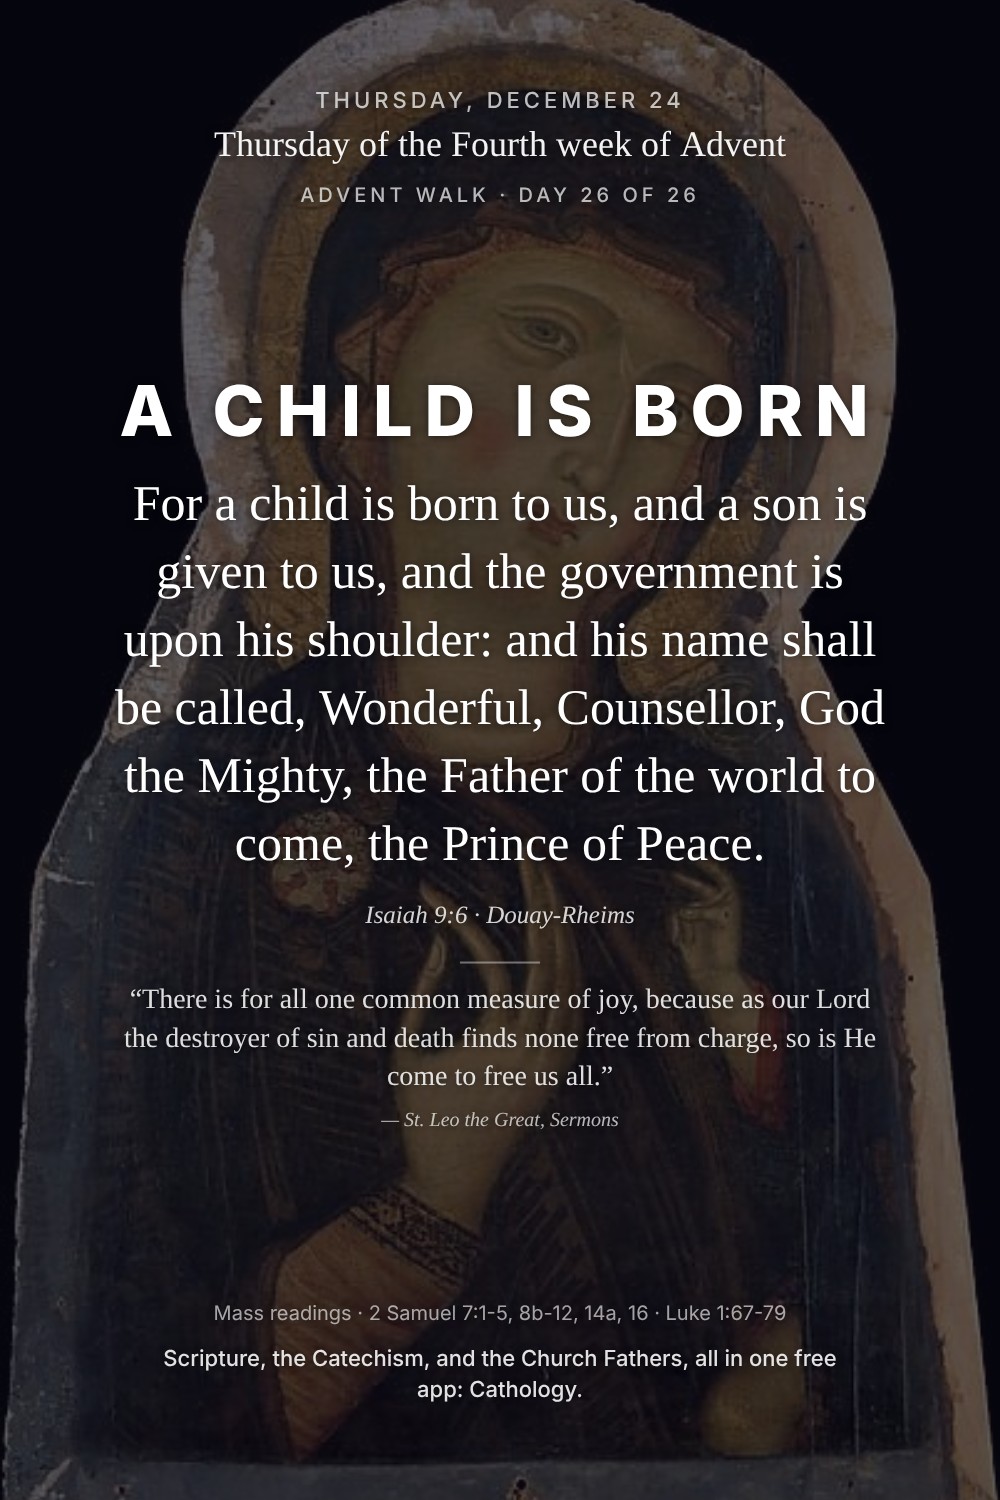 THURSDAY, DECEMBER 24
Thursday of the Fourth week of Advent
ADVENT WALK · DAY 26 OF 26
A CHILD IS BORN
For a child is born to us, and a son is
given to us, and the government is
upon his shoulder: and his name shall
be called, Wonderful, Counsellor, God
the Mighty, the Father of the world to
come, the Prince of Peace.
Isaiah 9:6 · Douay-Rheims
“There is for all one common measure of joy, because as our Lord
the destroyer of sin and death finds none free from charge, so is He
come to free us all.”
— St. Leo the Great, Sermons
Mass readings · 2 Samuel 7:1-5, 8b-12, 14a, 16 · Luke 1:67-79
Scripture, the Catechism, and the Church Fathers, all in one free
app: Cathology.